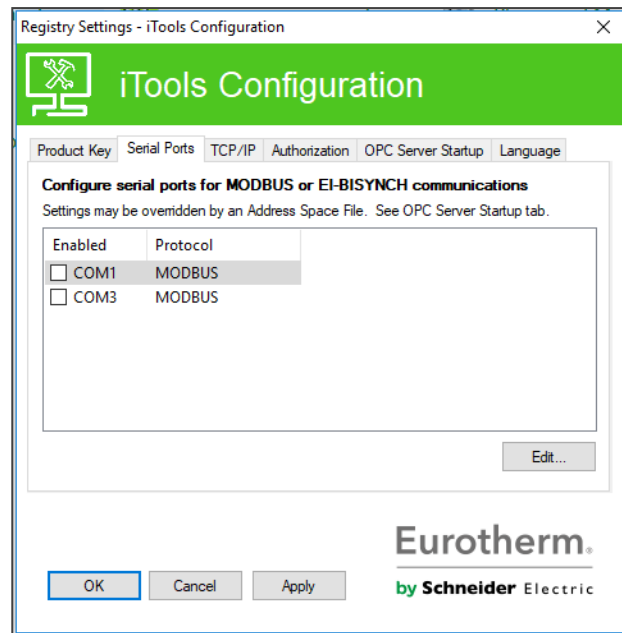 Registry Settings - iTools Configuration
iTools Configuration
Product Key Serial Ports TCP/IP Authorization OPC Server Startup Language
Configure serial ports for MODBUS or EI-BISYNCH communications
Settings may be overridden by an Address Space File. See OPC Server Startup tab.
Enabled Protocol
COM1 MODBUS
COM3 MODBUS
Edit...
Eurotherm®
by Schneider Electric
OK Cancel Apply